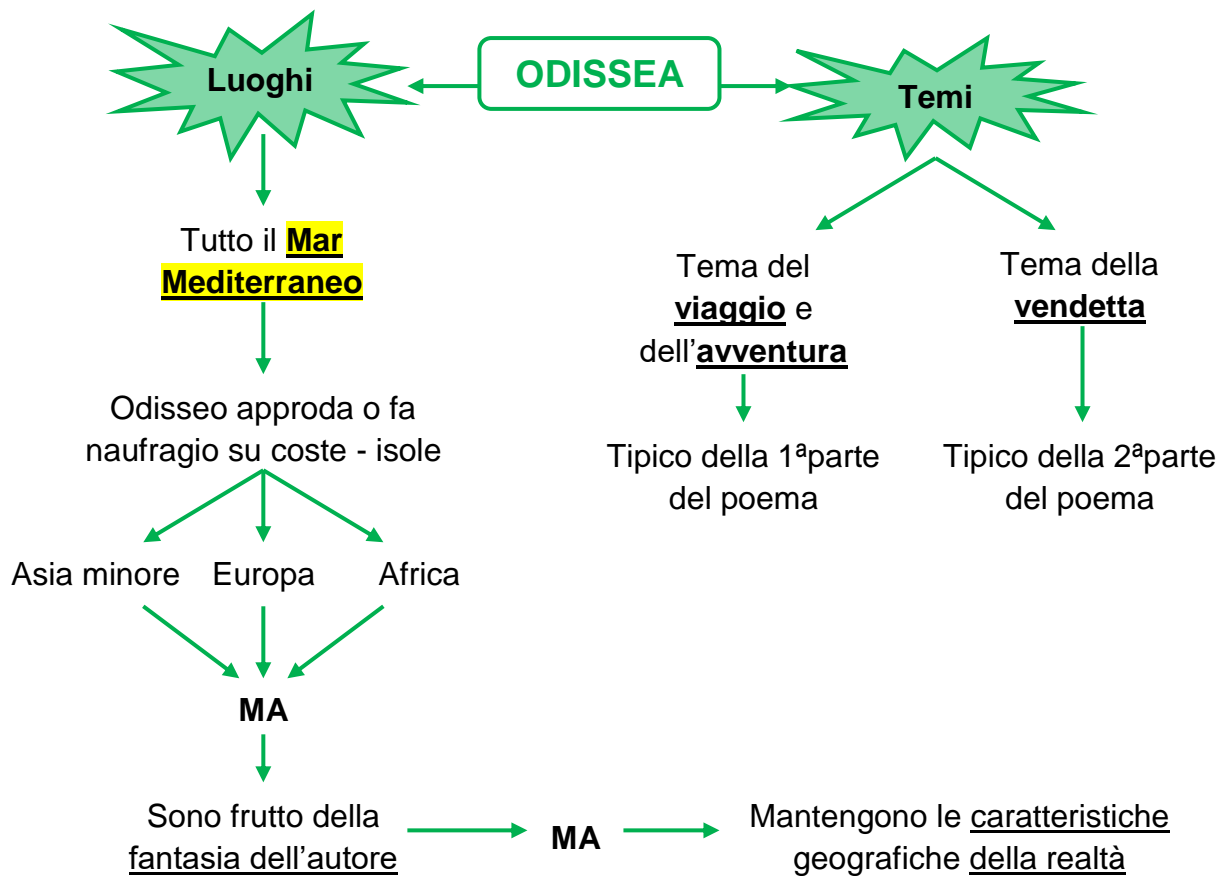 ODISSEA
Luoghi
Temi
Tutto il Mar
Mediterraneo
Odisseo approda o fa
naufragio su coste - isole
Asia minore
Europa
Africa
MA
Sono frutto della
fantasia dell'autore
MA
Mantengono le caratteristiche
geografiche della realtà
Tema del
viaggio e
dell'avventura
Tipico della 1ªparte
del poema
Tema della
vendetta
Tipico della 2ªparte
del poema